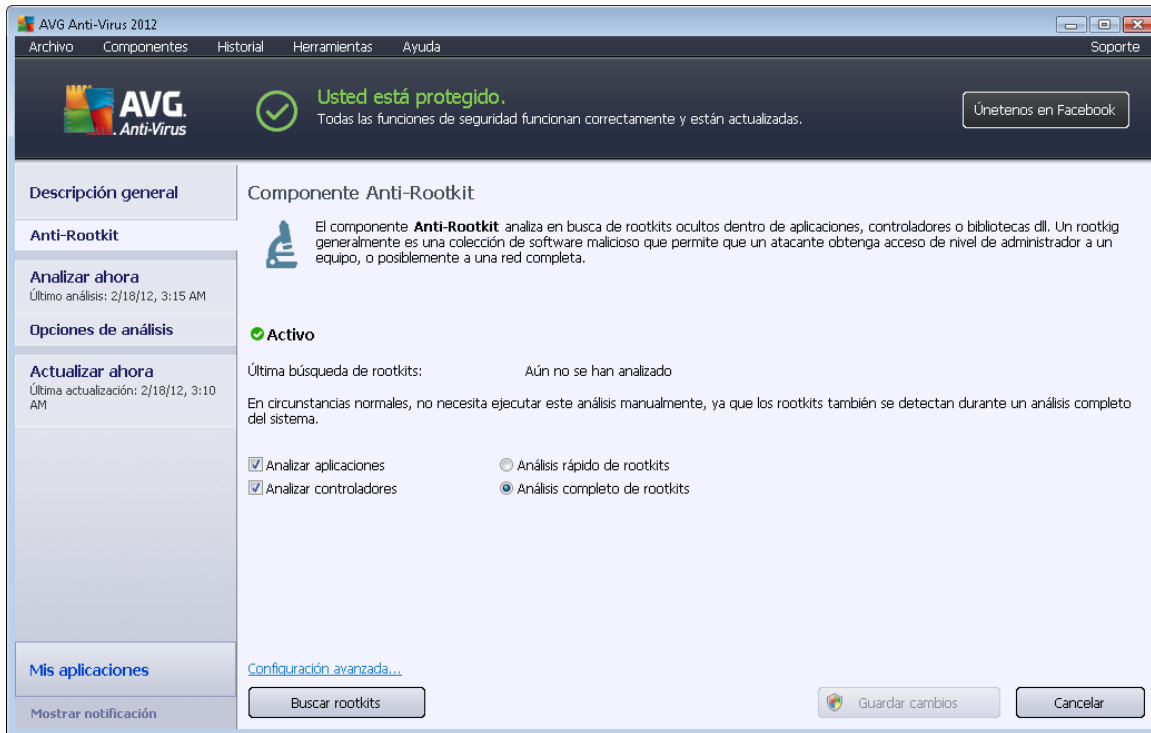 AVG Anti-Virus 2012
Archivo Componentes Historial Herramientas Ayuda Soporte
AVG.
Anti-Virus
Usted está protegido.
Todas las funciones de seguridad funcionan correctamente y están actualizadas.
Únetenos en Facebook
Descripción general
Anti-Rootkit
Analizar ahora
Último análisis: 2/18/12, 3:15 AM
Opciones de análisis
Actualizar ahora
Última actualización: 2/18/12, 3:10
AM
Mis aplicaciones
Mostrar notificación
Componente Anti-Rootkit
El componente Anti-Rootkit analiza en busca de rootkits ocultos dentro de aplicaciones, controladores o bibliotecas dll. Un rootkig
generalmente es una colección de software malicioso que permite que un atacante obtenga acceso de nivel de administrador a un
equipo, o posiblemente a una red completa.
Activo
Última búsqueda de rootkits: Aún no se han analizado
En circunstancias normales, no necesita ejecutar este análisis manualmente, ya que los rootkits también se detectan durante un análisis completo
del sistema.
Analizar aplicaciones Análisis rápido de rootkits
Analizar controladores Análisis completo de rootkits
Configuración avanzada...
Buscar rootkits Guardar cambios Cancelar